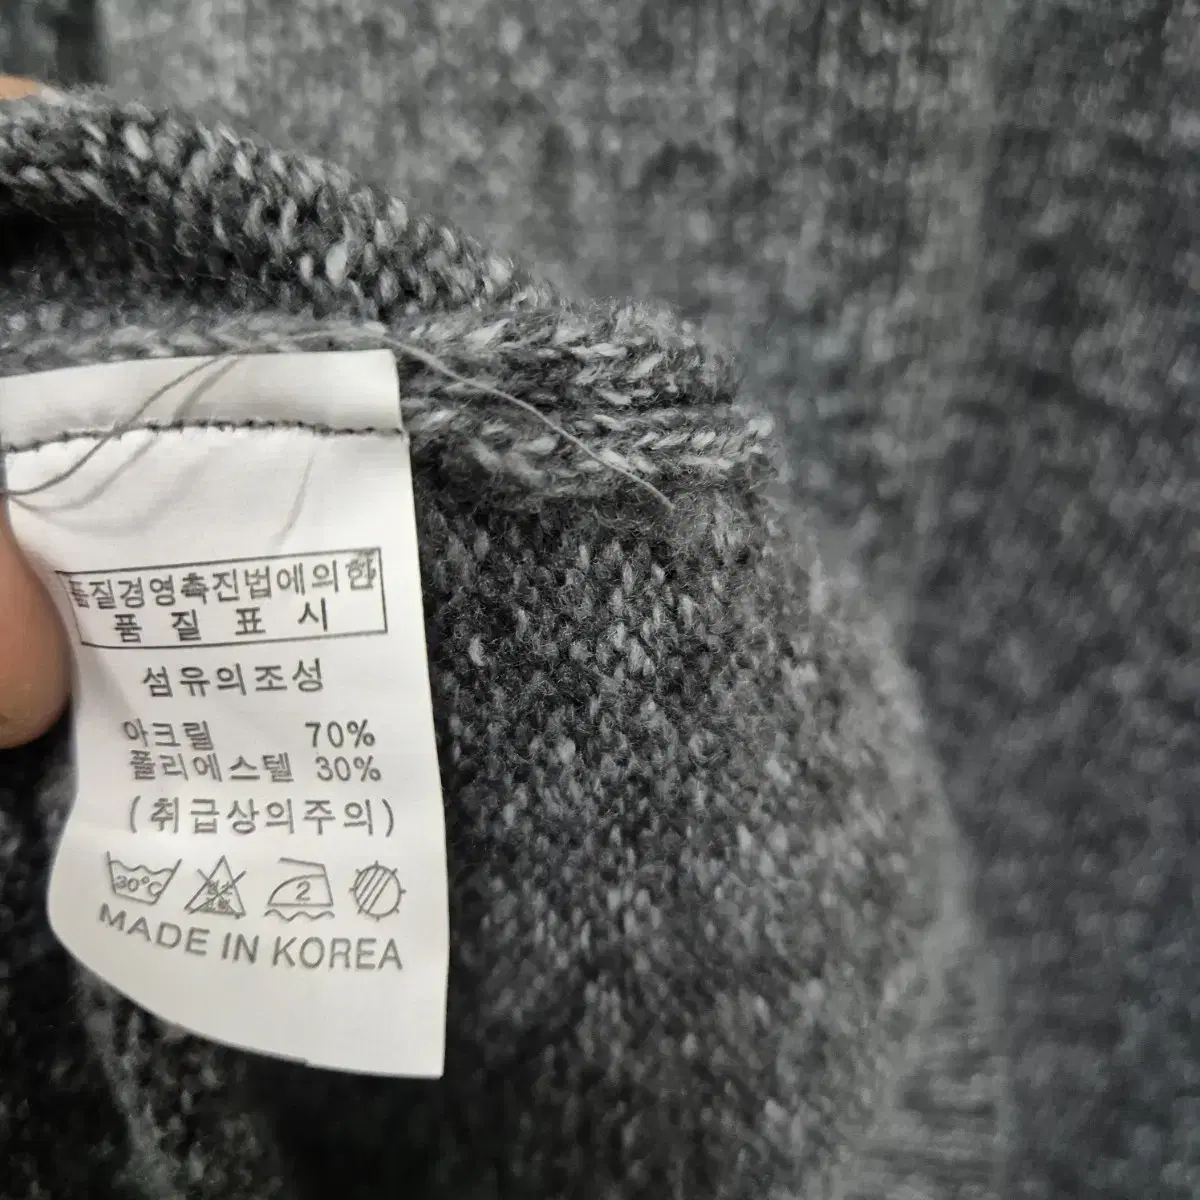 품질경영촉진법에의한
품 질 표 시
섬유의조성
아크릴 70%
폴리에스텔 30%
(취급상의주의)
30°C 2
MADE IN KOREA